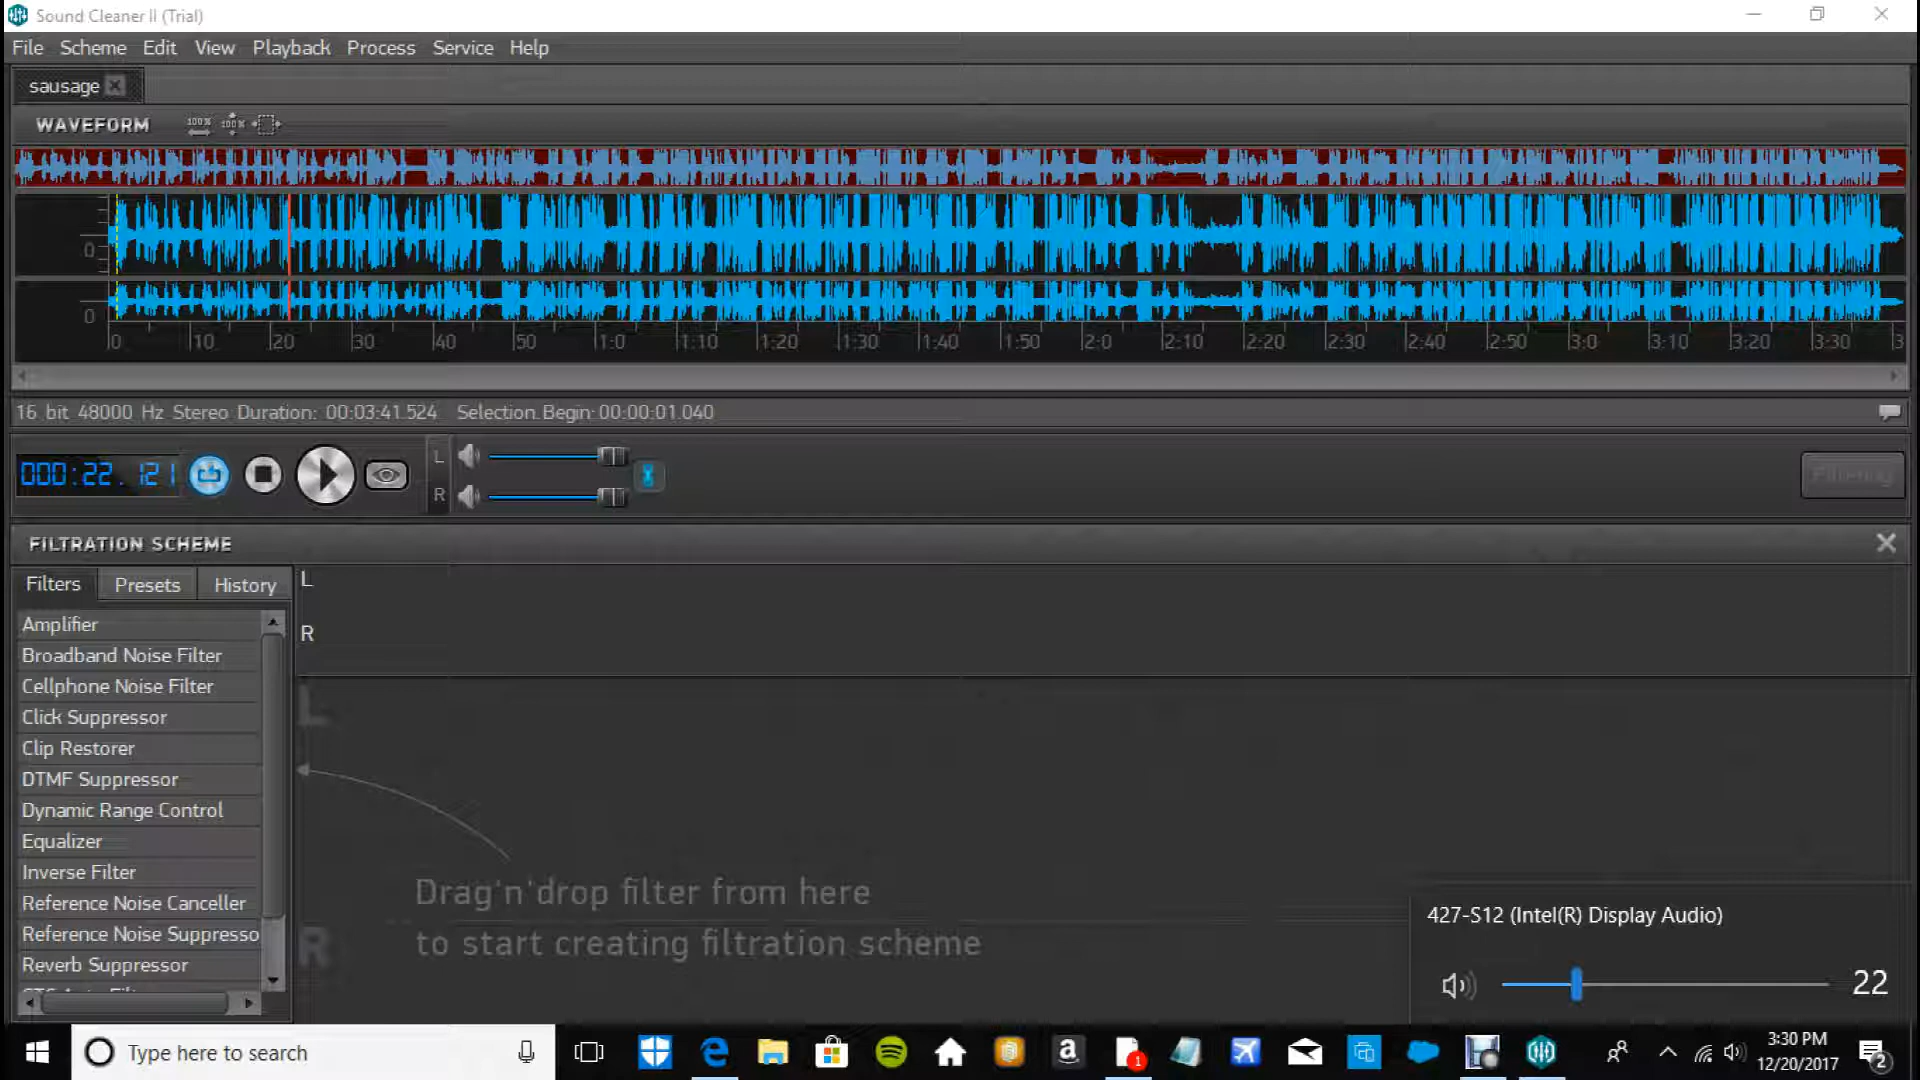 Sound Cleaner II (Trial)
File Scheme Edit View Playback Process Service Help
sausage
WAVEFORM 100% 100%
0
0
0 10 20 30 40 50 1:0 1:10 1:20 1:30 1:40 1:50 2:0 2:10 2:20 2:30 2:40 2:50 3:0 3:10 3:20 3:30 3
16 bit 48000 Hz Stereo Duration: 00:03:41.524 Selection. Begin: 00:00:01.040
000:22.121
L
R
FILTRATION SCHEME
Filters Presets History
L
R
Amplifier
Broadband Noise Filter
Cellphone Noise Filter
Click Suppressor
Clip Restorer
DTMF Suppressor
Dynamic Range Control
Equalizer
Inverse Filter
Reference Noise Canceller
Reference Noise Suppresso
Reverb Suppressor
L
R
Drag'n'drop filter from here
to start creating filtration scheme
427-S12 (Intel(R) Display Audio)
22
Type here to search
a
1
3:30 PM
12/20/2017
2